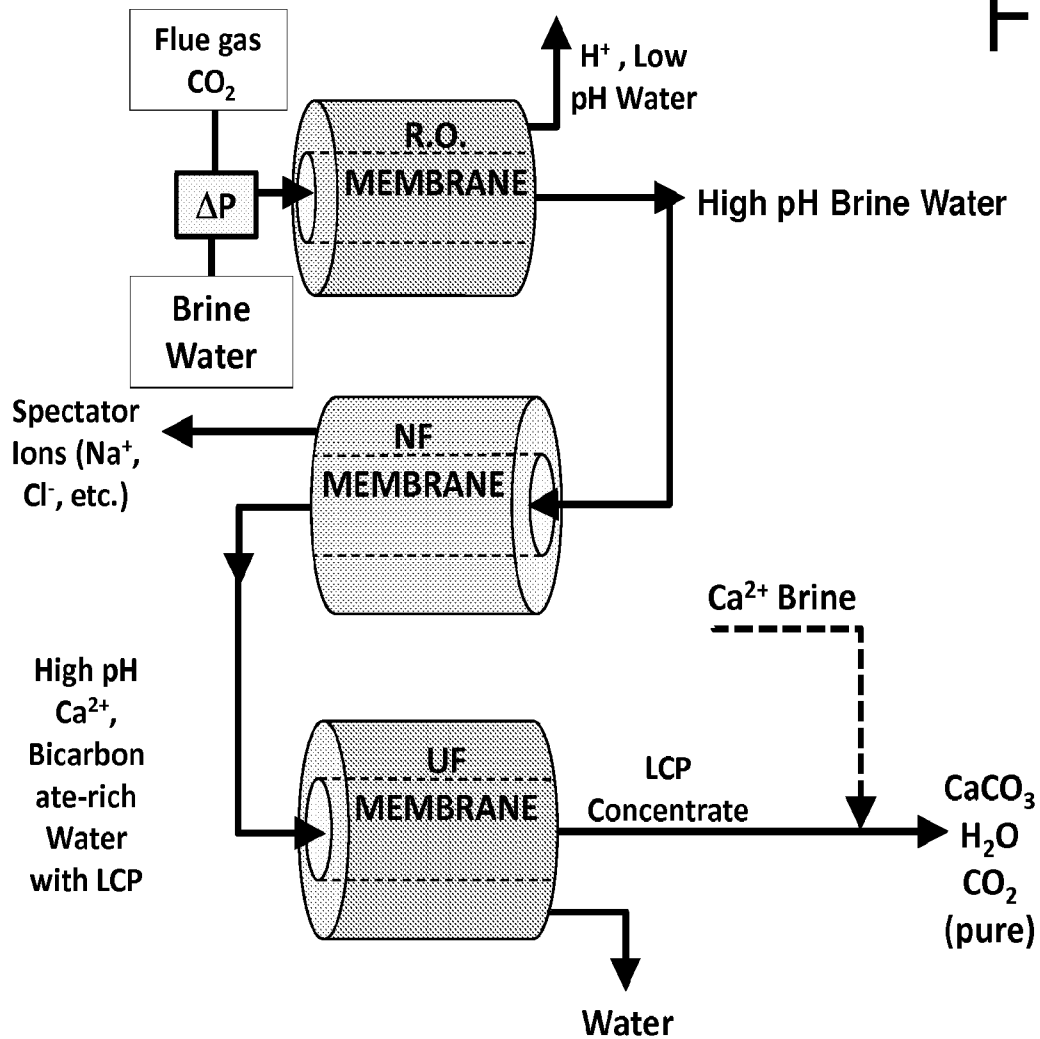 Flue gas
CO₂
H⁺ , Low
pH Water
R.O.
MEMBRANE
ΔP
High pH Brine Water
Brine
Water
Spectator
Ions (Na⁺,
Cl⁻, etc.)
NF
MEMBRANE
Ca²⁺ Brine
High pH
Ca²⁺,
Bicarbon
ate-rich
Water
with LCP
UF
MEMBRANE
LCP
Concentrate
CaCO₃
H₂O
CO₂
(pure)
Water